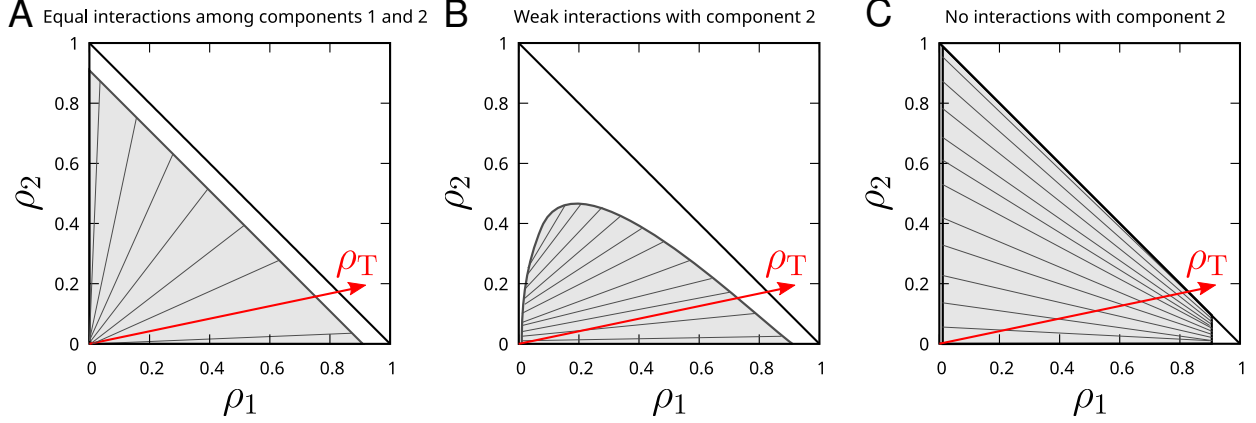 A Equal interactions among components 1 and 2
1
0.8
0.6
0.4
0.2
0
0 0.2 0.4 0.6 0.8 1
ρ2
ρ1
ρT
B Weak interactions with component 2
1
0.8
0.6
0.4
0.2
0
0 0.2 0.4 0.6 0.8 1
ρ2
ρ1
ρT
C No interactions with component 2
1
0.8
0.6
0.4
0.2
0
0 0.2 0.4 0.6 0.8 1
ρ2
ρ1
ρT